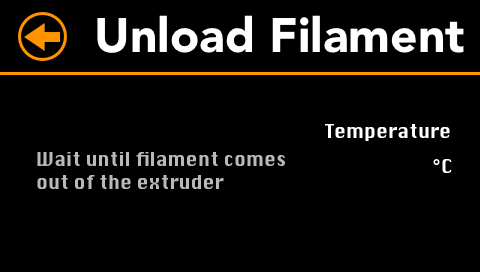 Unload Filament
Temperature
°C
Wait until filament comes
out of the extruder